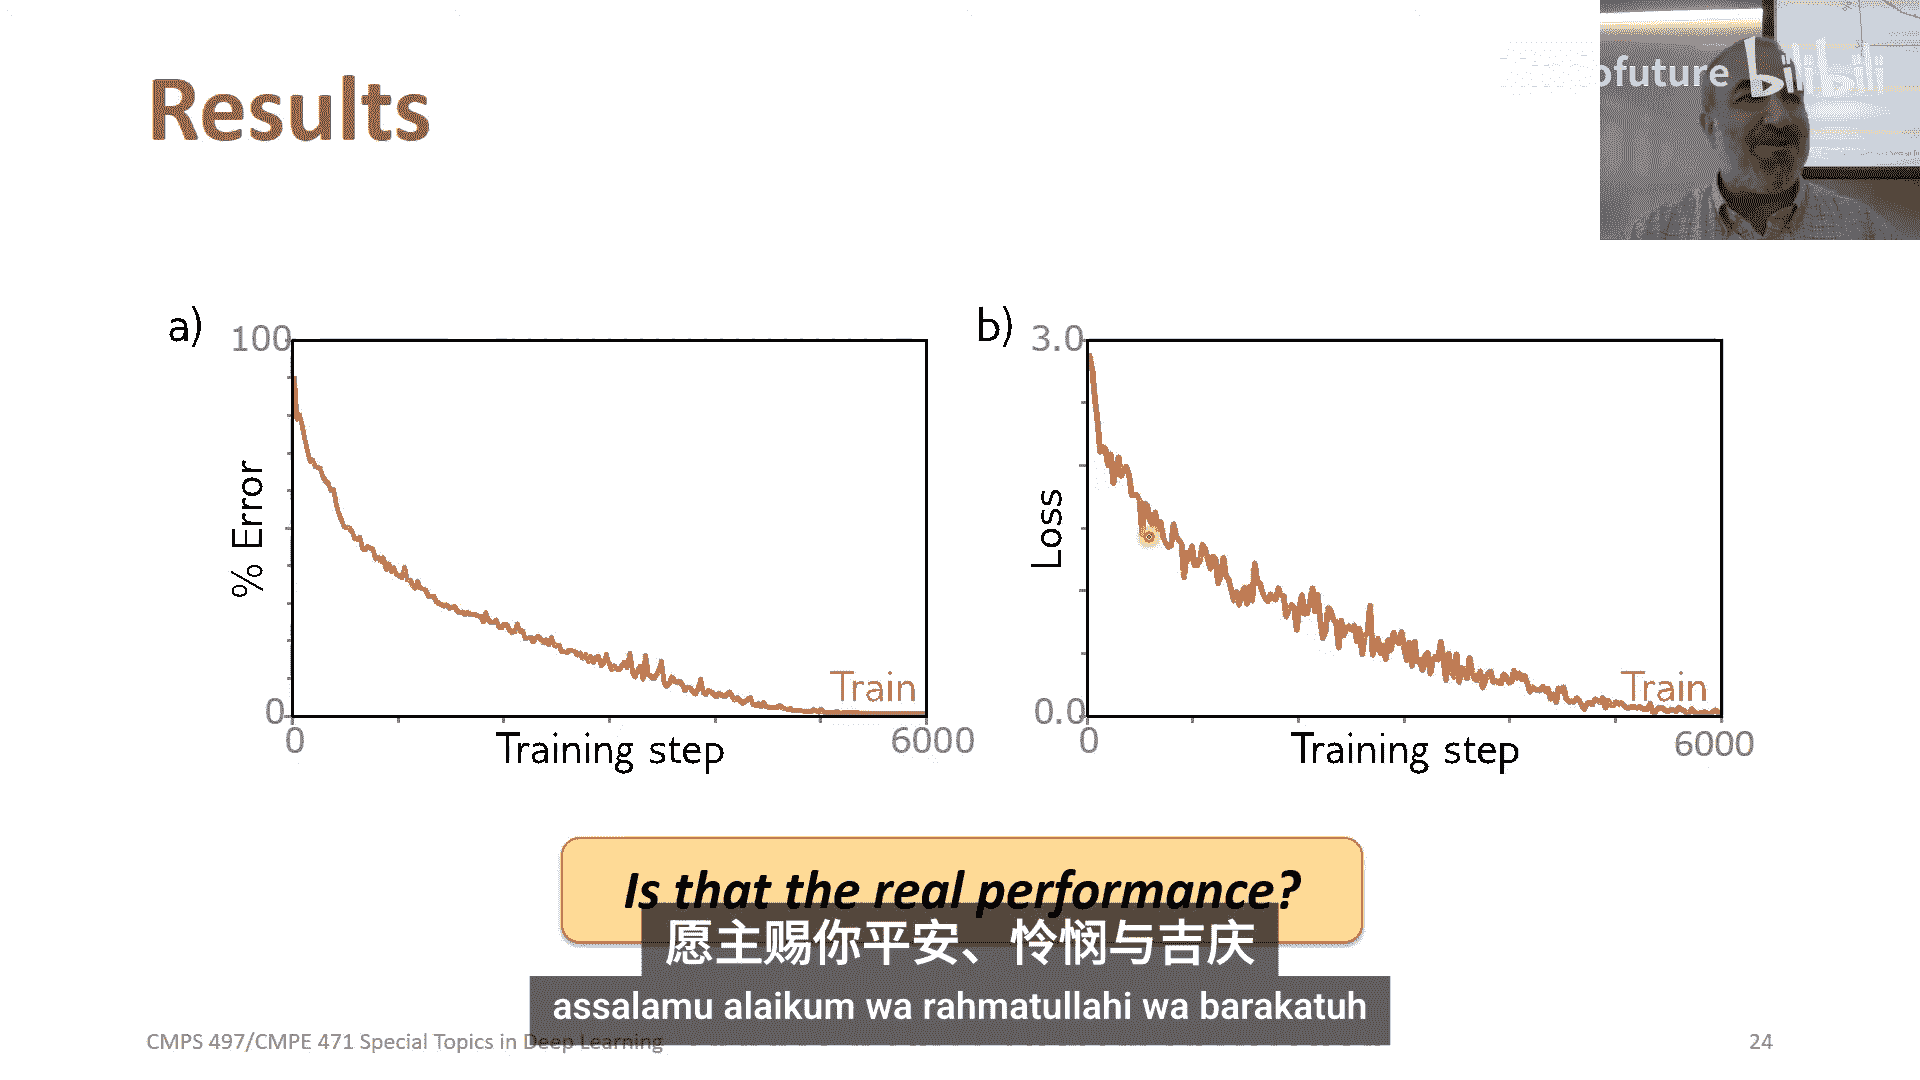 Results
ofuture bilibili
a)
100
% Error
0
0
Training step
6000
Train
b)
3.0
Loss
0.0
0
Training step
6000
Train
Is that the real performance?
愿主赐你平安、怜悯与吉庆
assalamu alaikum wa rahmatullahi wa barakatuh
CMPS 497/CMPE 471 Special Topics in Deep Learning
24